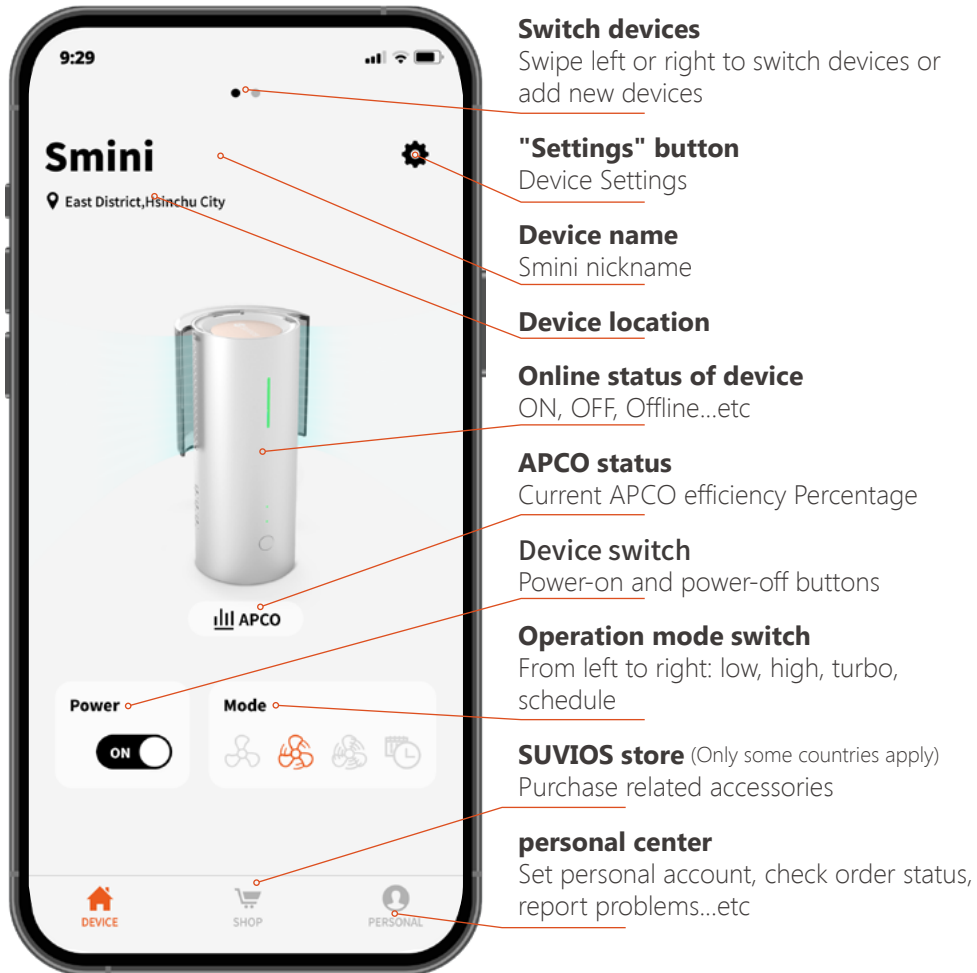 9:29
Smini
East District,Hsinchu City
APCO
Power
ON
Mode
DEVICE
SHOP
PERSONAL
Switch devices
Swipe left or right to switch devices or
add new devices
"Settings" button
Device Settings
Device name
Smini nickname
Device location
Online status of device
ON, OFF, Offline...etc
APCO status
Current APCO efficiency Percentage
Device switch
Power-on and power-off buttons
Operation mode switch
From left to right: low, high, turbo,
schedule
SUVIOS store (Only some countries apply)
Purchase related accessories
personal center
Set personal account, check order status,
report problems...etc